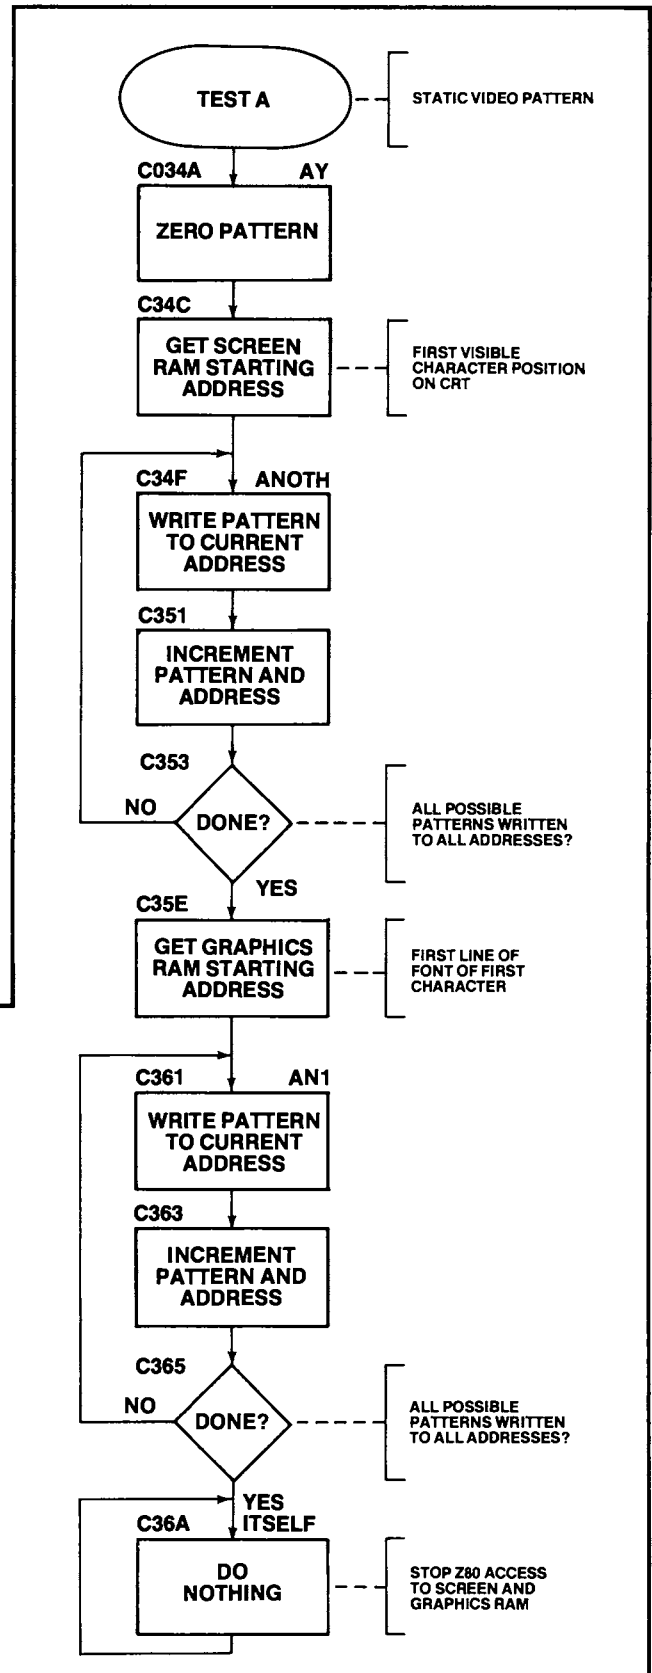 TEST A
STATIC VIDEO PATTERN
C034A AY
ZERO PATTERN
C34C
GET SCREEN
RAM STARTING
ADDRESS
FIRST VISIBLE
CHARACTER POSITION
ON CRT
C34F ANOTH
WRITE PATTERN
TO CURRENT
ADDRESS
C351
INCREMENT
PATTERN AND
ADDRESS
C353
NO
DONE?
ALL POSSIBLE
PATTERNS WRITTEN
TO ALL ADDRESSES?
YES
C35E
GET GRAPHICS
RAM STARTING
ADDRESS
FIRST LINE OF
FONT OF FIRST
CHARACTER
C361 AN1
WRITE PATTERN
TO CURRENT
ADDRESS
C363
INCREMENT
PATTERN AND
ADDRESS
C365
NO
DONE?
ALL POSSIBLE
PATTERNS WRITTEN
TO ALL ADDRESSES?
YES
C36A ITSELF
DO
NOTHING
STOP Z80 ACCESS
TO SCREEN AND
GRAPHICS RAM